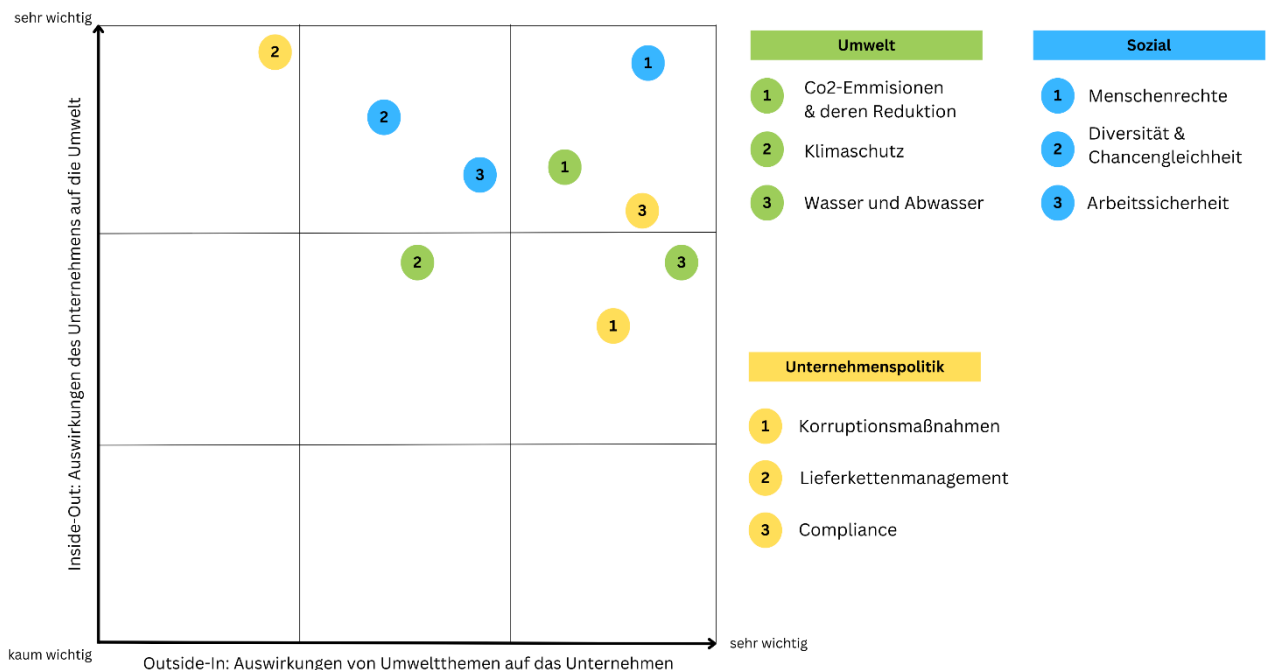 sehr wichtig
Inside-Out: Auswirkungen des Unternehmens auf die Umwelt
2
1
2
3
1
3
2
3
1
kaum wichtig
Outside-In: Auswirkungen von Umweltthemen auf das Unternehmen
sehr wichtig
Umwelt
1 Co2-Emmisionen
& deren Reduktion
2 Klimaschutz
3 Wasser und Abwasser
Sozial
1 Menschenrechte
2 Diversität &
Chancengleichheit
3 Arbeitssicherheit
Unternehmenspolitik
1 Korruptionsmaßnahmen
2 Lieferkettenmanagement
3 Compliance